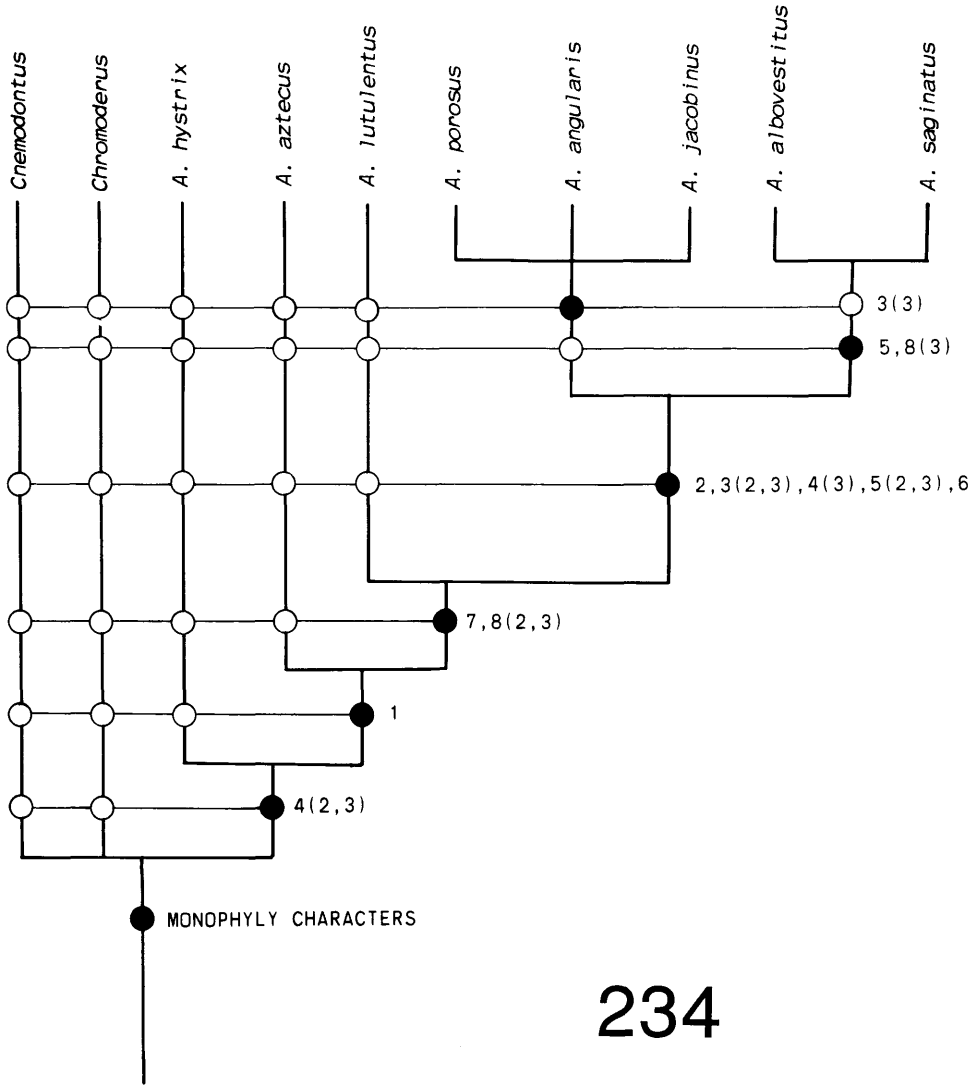 Cnemodontus
Chromoderus
A. hystrix
A. aztecus
A. lutulentus
A. porosus
A. angularis
A. jacobinus
A. albovestitus
A. saginatus
3(3)
5,8(3)
2,3(2,3),4(3),5(2,3),6
7,8(2,3)
1
4(2,3)
MONOPHYLY CHARACTERS
234